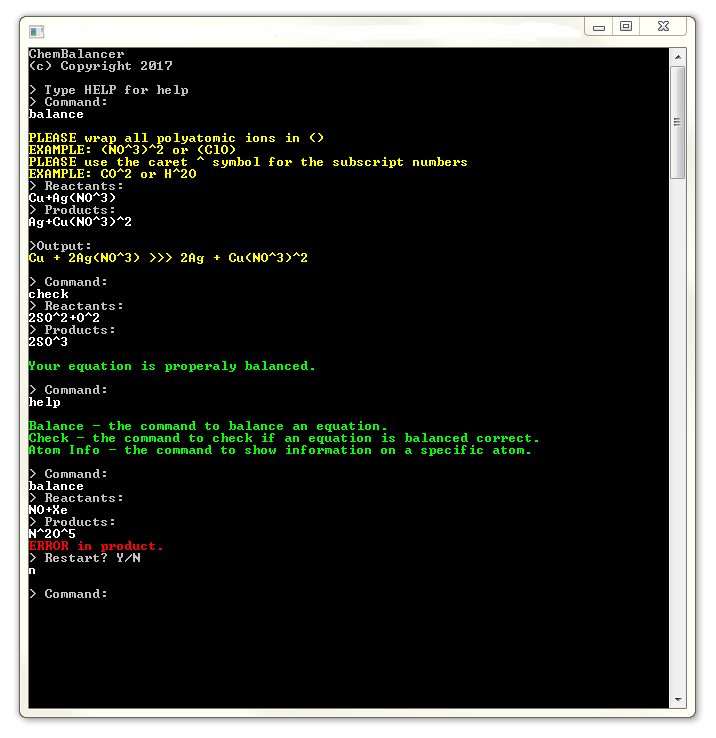 ChemBalancer
(c) Copyright 2017
> Type HELP for help
> Command:
balance
PLEASE wrap all polyatomic ions in ()
EXAMPLE: (NO^3)^2 or (ClO)
PLEASE use the caret ^ symbol for the subscript numbers
EXAMPLE: CO^2 or H^2O
> Reactants:
Cu+Ag(NO^3)
> Products:
Ag+Cu(NO^3)^2
>Output:
Cu + 2Ag(NO^3) >>> 2Ag + Cu(NO^3)^2
> Command:
check
> Reactants:
2SO^2+O^2
> Products:
2SO^3
Your equation is properaly balanced.
> Command:
help
Balance - the command to balance an equation.
Check - the command to check if an equation is balanced correct.
Atom Info - the command to show information on a specific atom.
> Command:
balance
> Reactants:
NO+Xe
> Products:
N^2O^5
ERROR in product.
> Restart? Y/N
n
> Command: